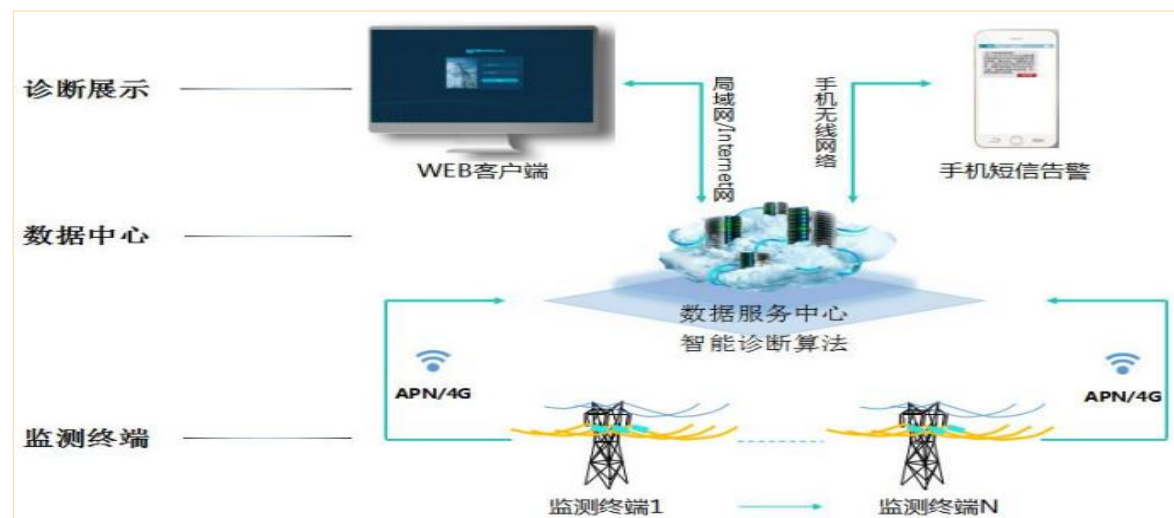 诊断展示
WEB客户端
局域网/Internet网
手机无线网络
手机短信告警
数据中心
数据服务中心
智能诊断算法
APN/4G
APN/4G
监测终端
监测终端1
监测终端N